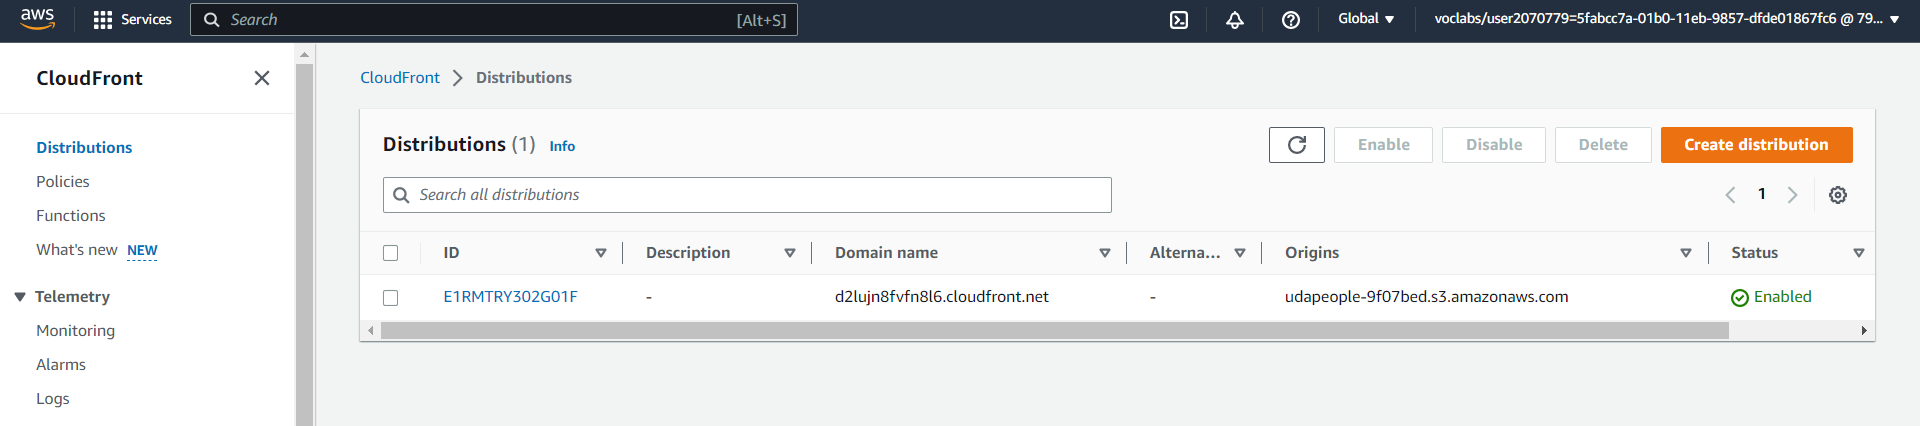 aws
Services
Search
[Alt+S]
Global
voclabs/user2070779=5fabcc7a-01b0-11eb-9857-dfde01867fc6 @ 79...
CloudFront
Distributions
Policies
Functions
What's new NEW
Telemetry
Monitoring
Alarms
Logs
CloudFront > Distributions
Distributions (1) Info
Enable
Disable
Delete
Create distribution
Search all distributions
1
ID Description Domain name Alterna... Origins Status
E1RMTRY302G01F - d2lujn8fvfn8l6.cloudfront.net - udapeople-9f07bed.s3.amazonaws.com Enabled